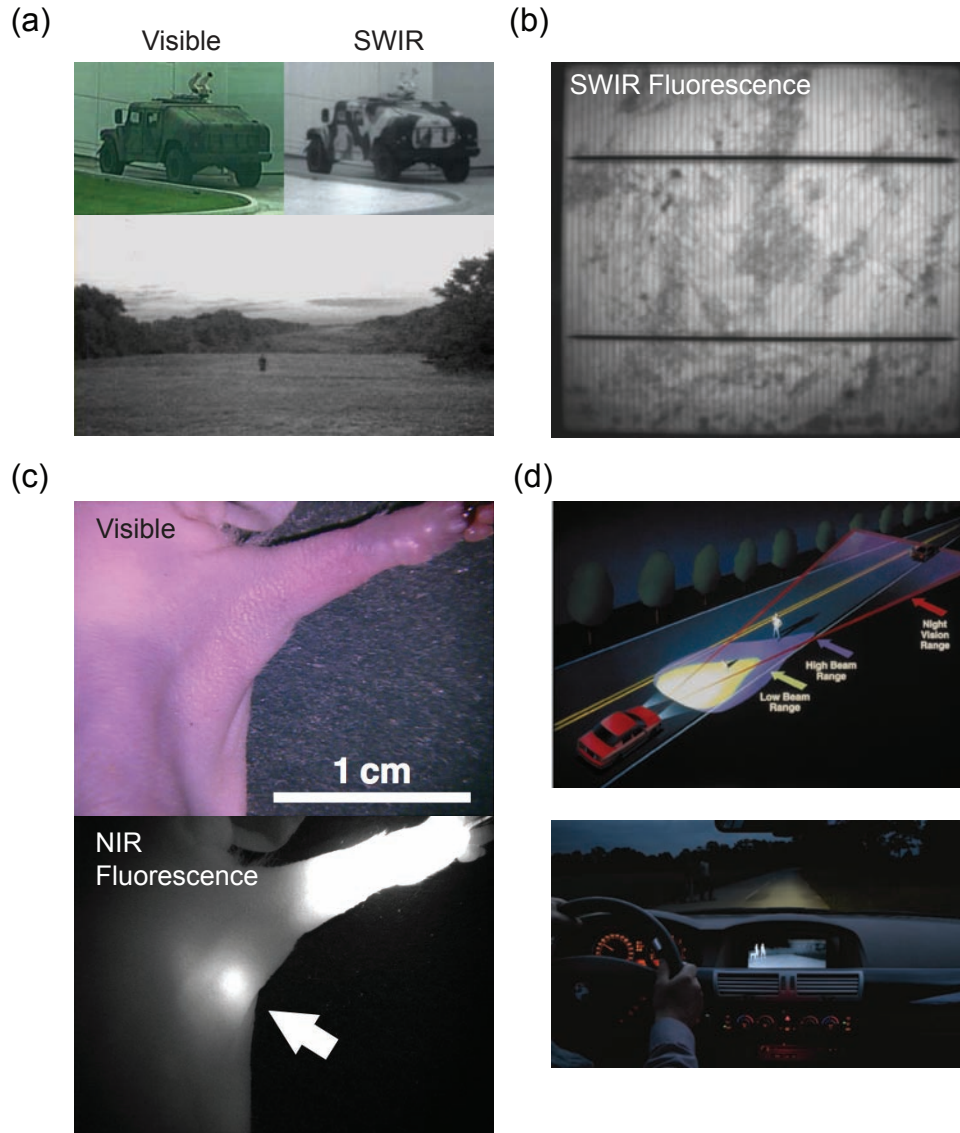 (a)
Visible
SWIR
(b)
SWIR Fluorescence
(c)
Visible
1 cm
NIR
Fluorescence
(d)
Night
Vision
Range
High Beam
Range
Low Beam
Range